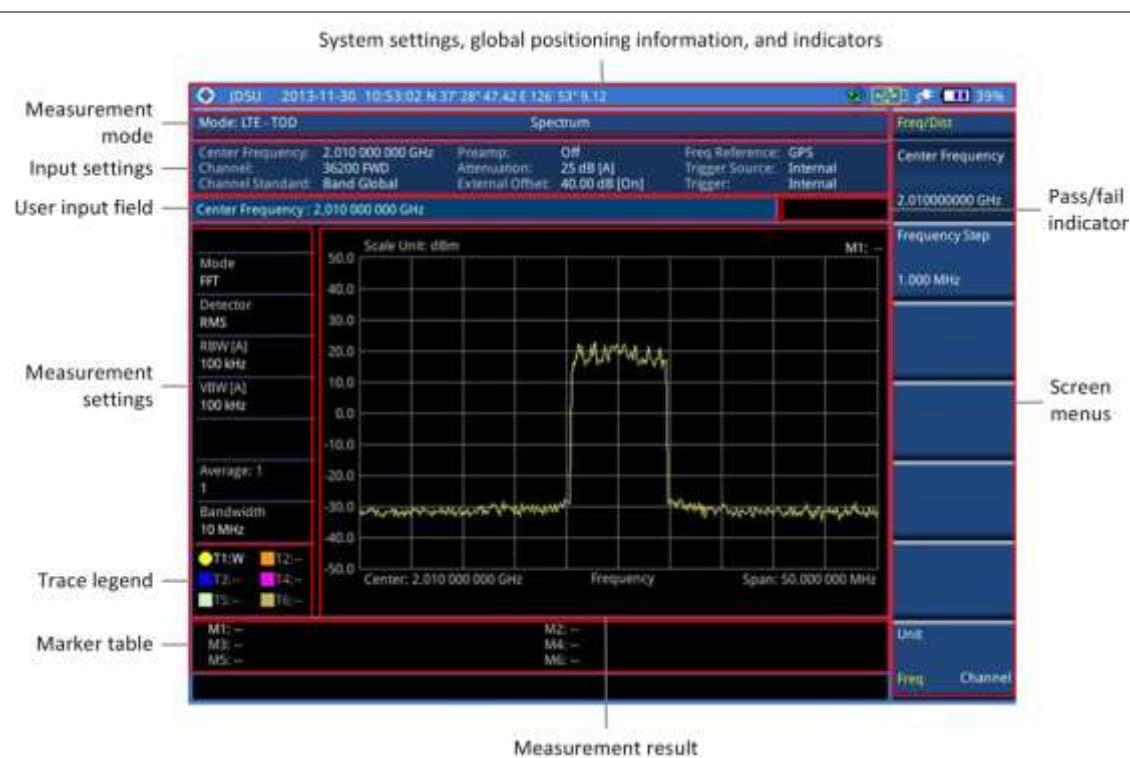 System settings, global positioning information, and indicators
JDSU 2013-11-30 10:53:02 N 37° 28" 47.42 E 126° 53" 9.12 39%
Measurement mode
Mode: LTE - TDD Spectrum
Freq/Dist
Input settings
Center Frequency: 2.010 000 000 GHz Preamp: Off Freq Reference: GPS
Channel: 36200 FWD Attenuation: 25 dB [A] Trigger Source: Internal
Channel Standard: Band Global External Offset: 40.00 dB [On] Trigger: Internal
Center Frequency
2.010000000 GHz
User input field
Center Frequency : 2.010 000 000 GHz
Pass/fail
indicator
Frequency Step
1.000 MHz
Scale Unit: dBm
M1: --
Mode
FFT
Detector
RMS
RBW [A]
100 kHz
VBW [A]
100 kHz
Measurement
settings
Average: 1
1
Bandwidth
10 MHz
50.0
40.0
30.0
20.0
10.0
0.0
-10.0
-20.0
-30.0
-40.0
-50.0
Center: 2.010 000 000 GHz Frequency Span: 50.000 000 MHz
Screen
menus
Trace legend
T1:W T2:--
T3:-- T4:--
T5:-- T6:--
Marker table
M1: -- M2: --
M3: -- M4: --
M5: -- M6: --
Unit
Freq Channel
Measurement result